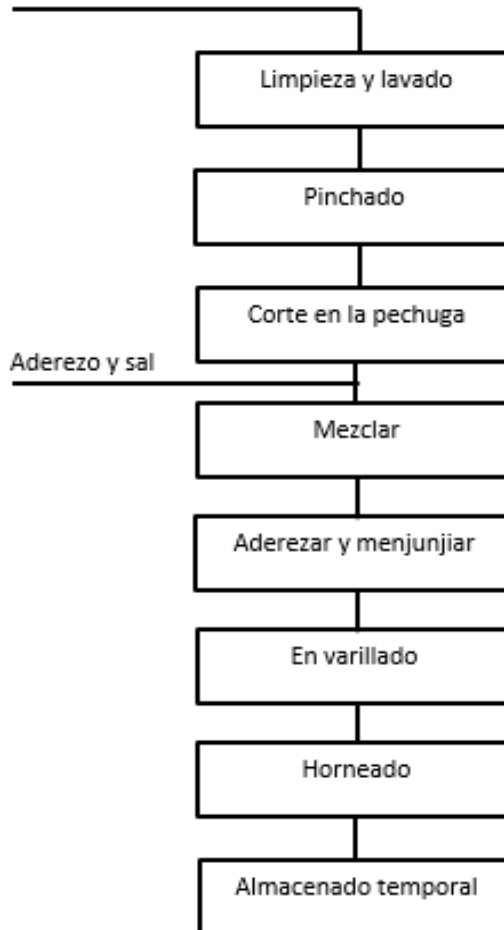 Limpieza y lavado
Pinchado
Corte en la pechuga
Aderezo y sal
Mezclar
Aderezar y menjunjiar
En varillado
Horneado
Almacenado temporal